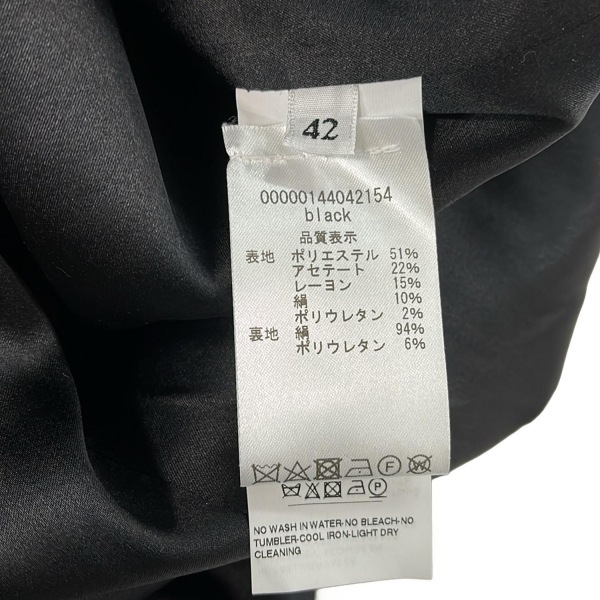 42
00000144042154
black
品質表示
表地 ポリエステル 51%
アセテート 22%
レーヨン 15%
絹 10%
ポリウレタン 2%
裏地 絹 94%
ポリウレタン 6%
F W
P
NO WASH IN WATER-NO BLEACH-NO
TUMBLER-COOL IRON-LIGHT DRY
CLEANING